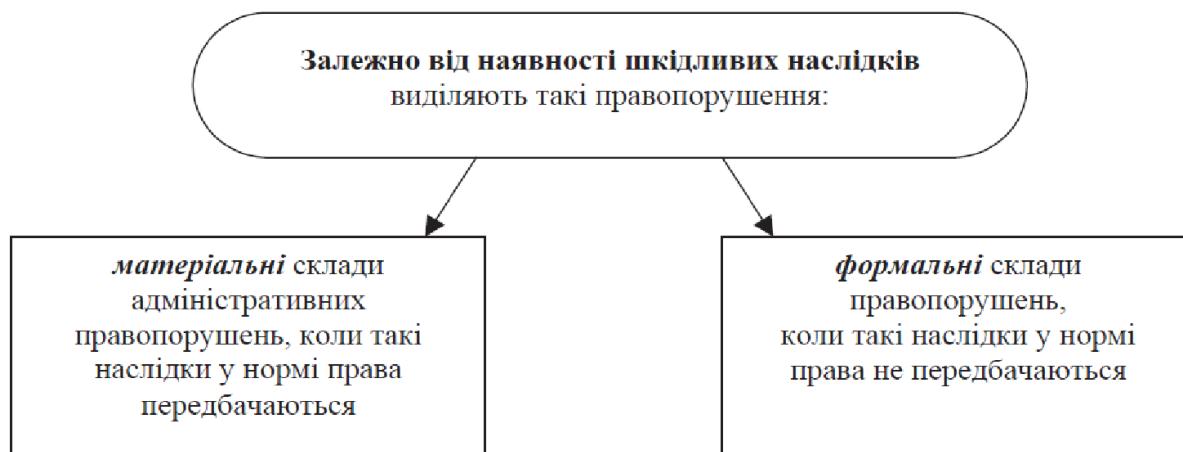 Залежно від наявності шкідливих наслідків
виділяють такі правопорушення:
матеріальні склади
адміністративних
правопорушень, коли такі
наслідки у нормі права
передбачаються
формальні склади
правопорушень,
коли такі наслідки у нормі
права не передбачаються